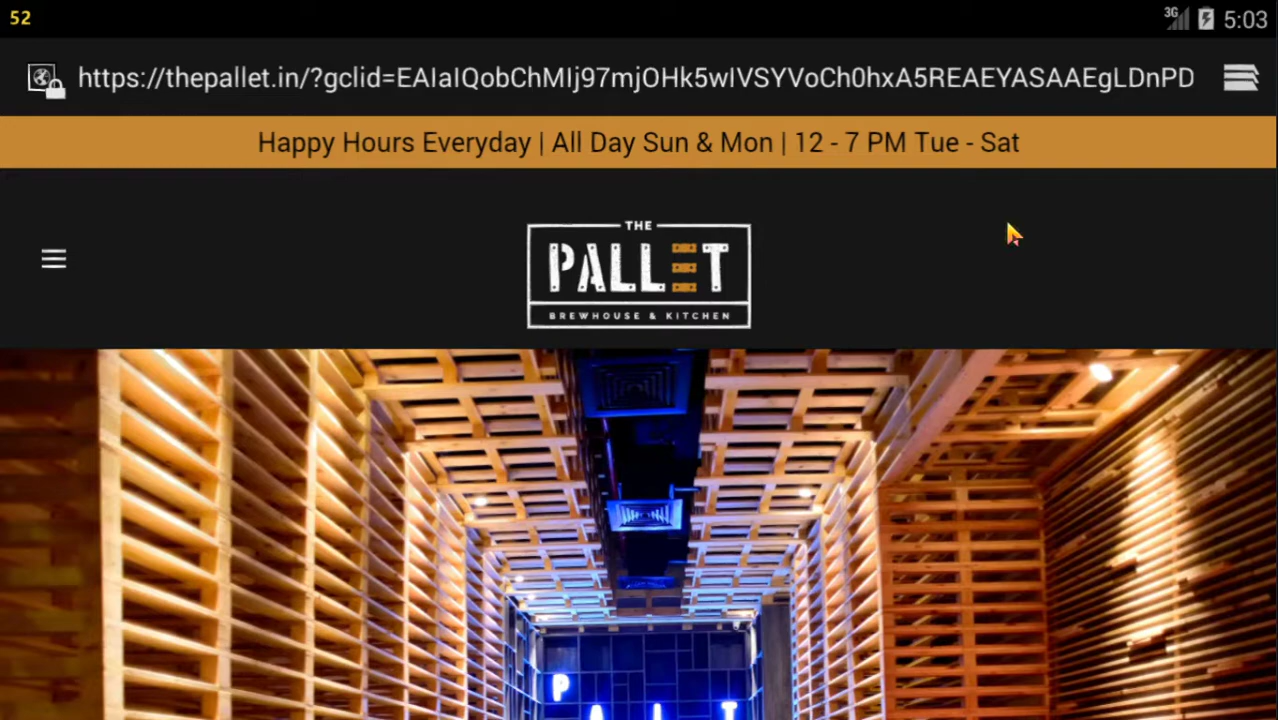 52
3G
5:03
https://thepallet.in/?gclid=EAIaIQobChMIj97mjOHk5wIVSYVoCh0hxA5REAEYASAAEgLDnPD
Happy Hours Everyday | All Day Sun & Mon | 12 - 7 PM Tue - Sat
THE
PALLET
BREWHOUSE & KITCHEN
P
A L
T